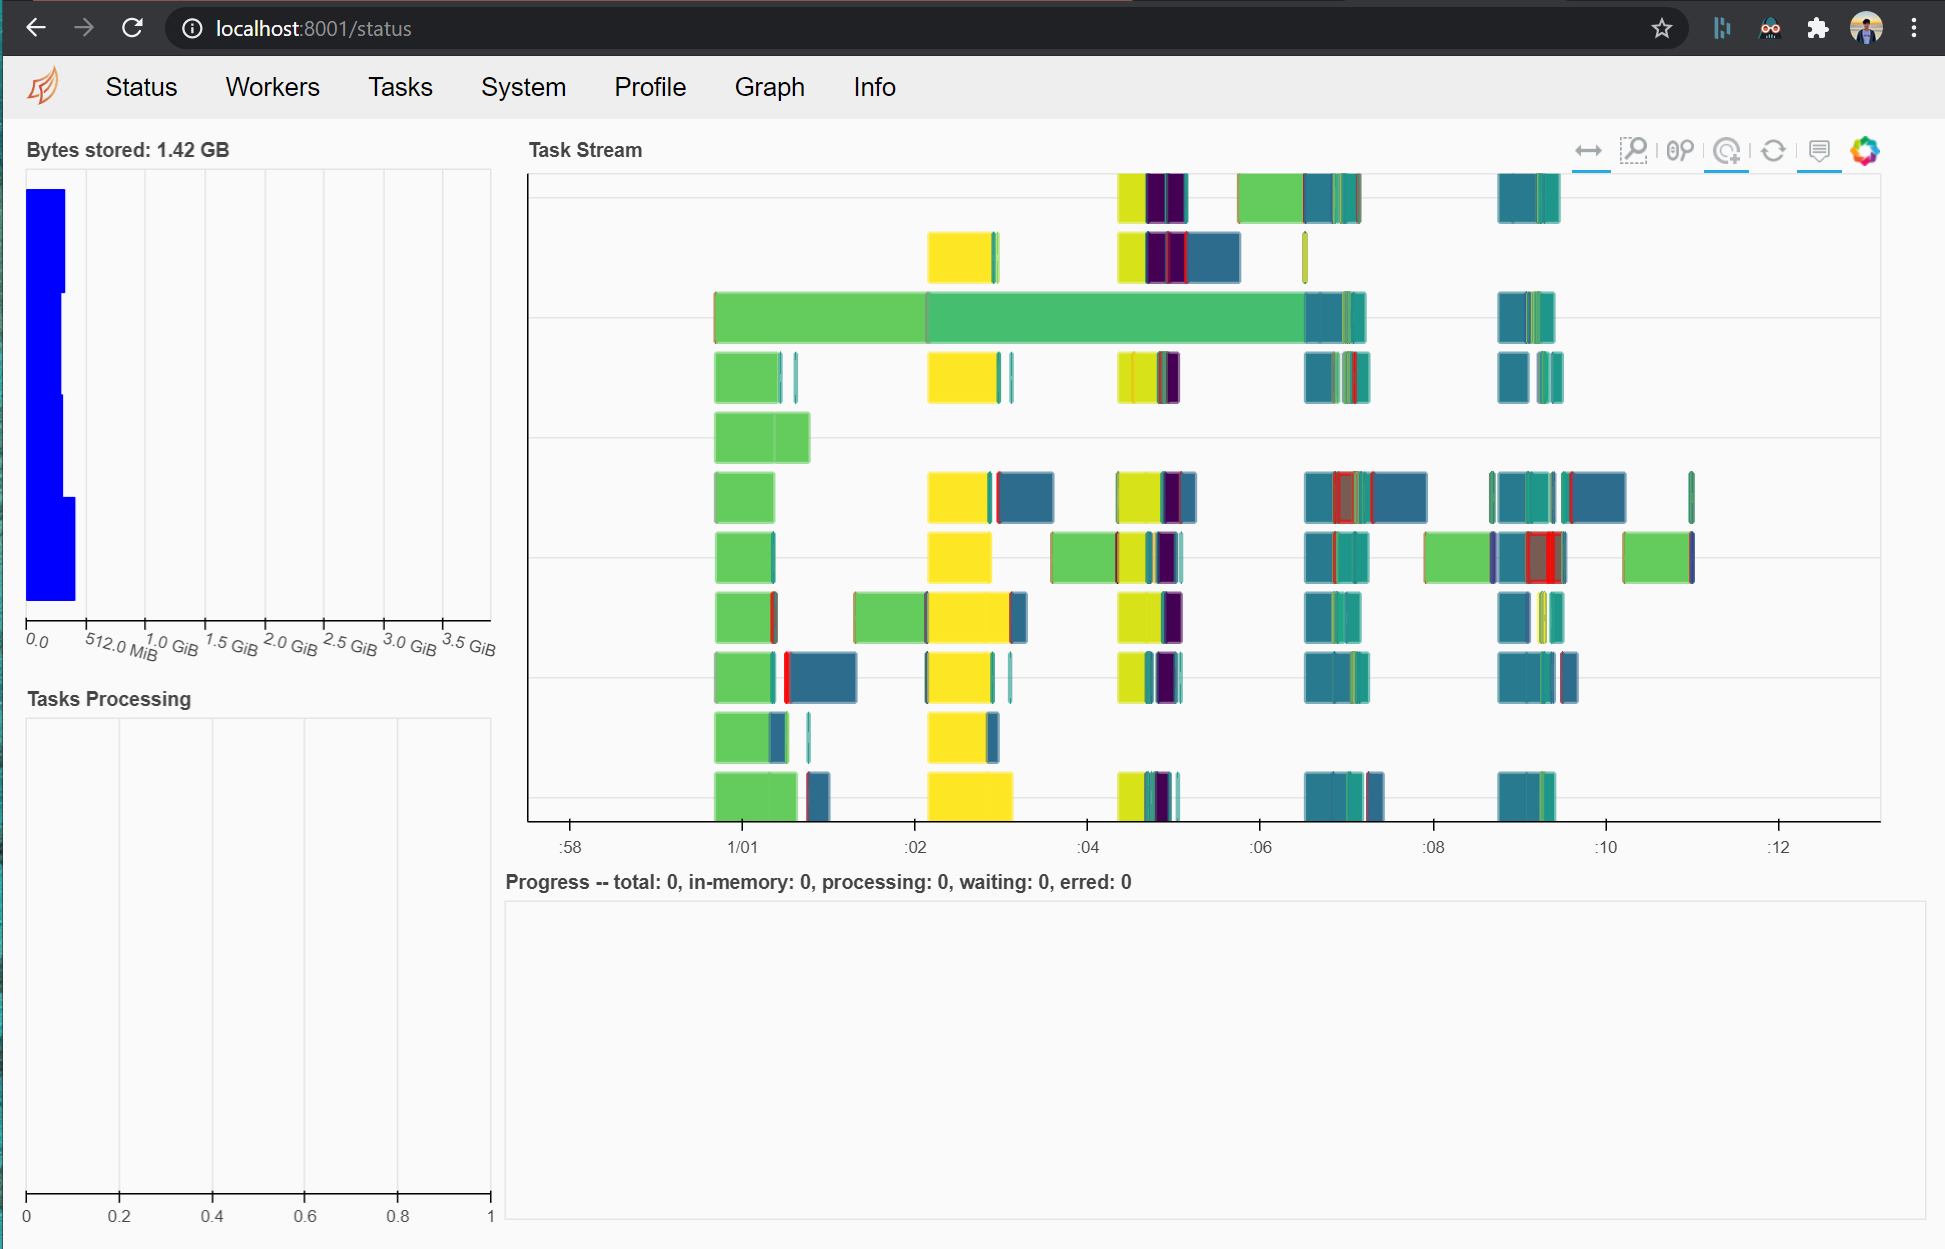 localhost:8001/status
Status Workers Tasks System Profile Graph Info
Bytes stored: 1.42 GB
0.0 512.0 MiB 1.0 GiB 1.5 GiB 2.0 GiB 2.5 GiB 3.0 GiB 3.5 GiB
Tasks Processing
0 0.2 0.4 0.6 0.8 1
Task Stream
:58 1/01 :02 :04 :06 :08 :10 :12
Progress -- total: 0, in-memory: 0, processing: 0, waiting: 0, erred: 0